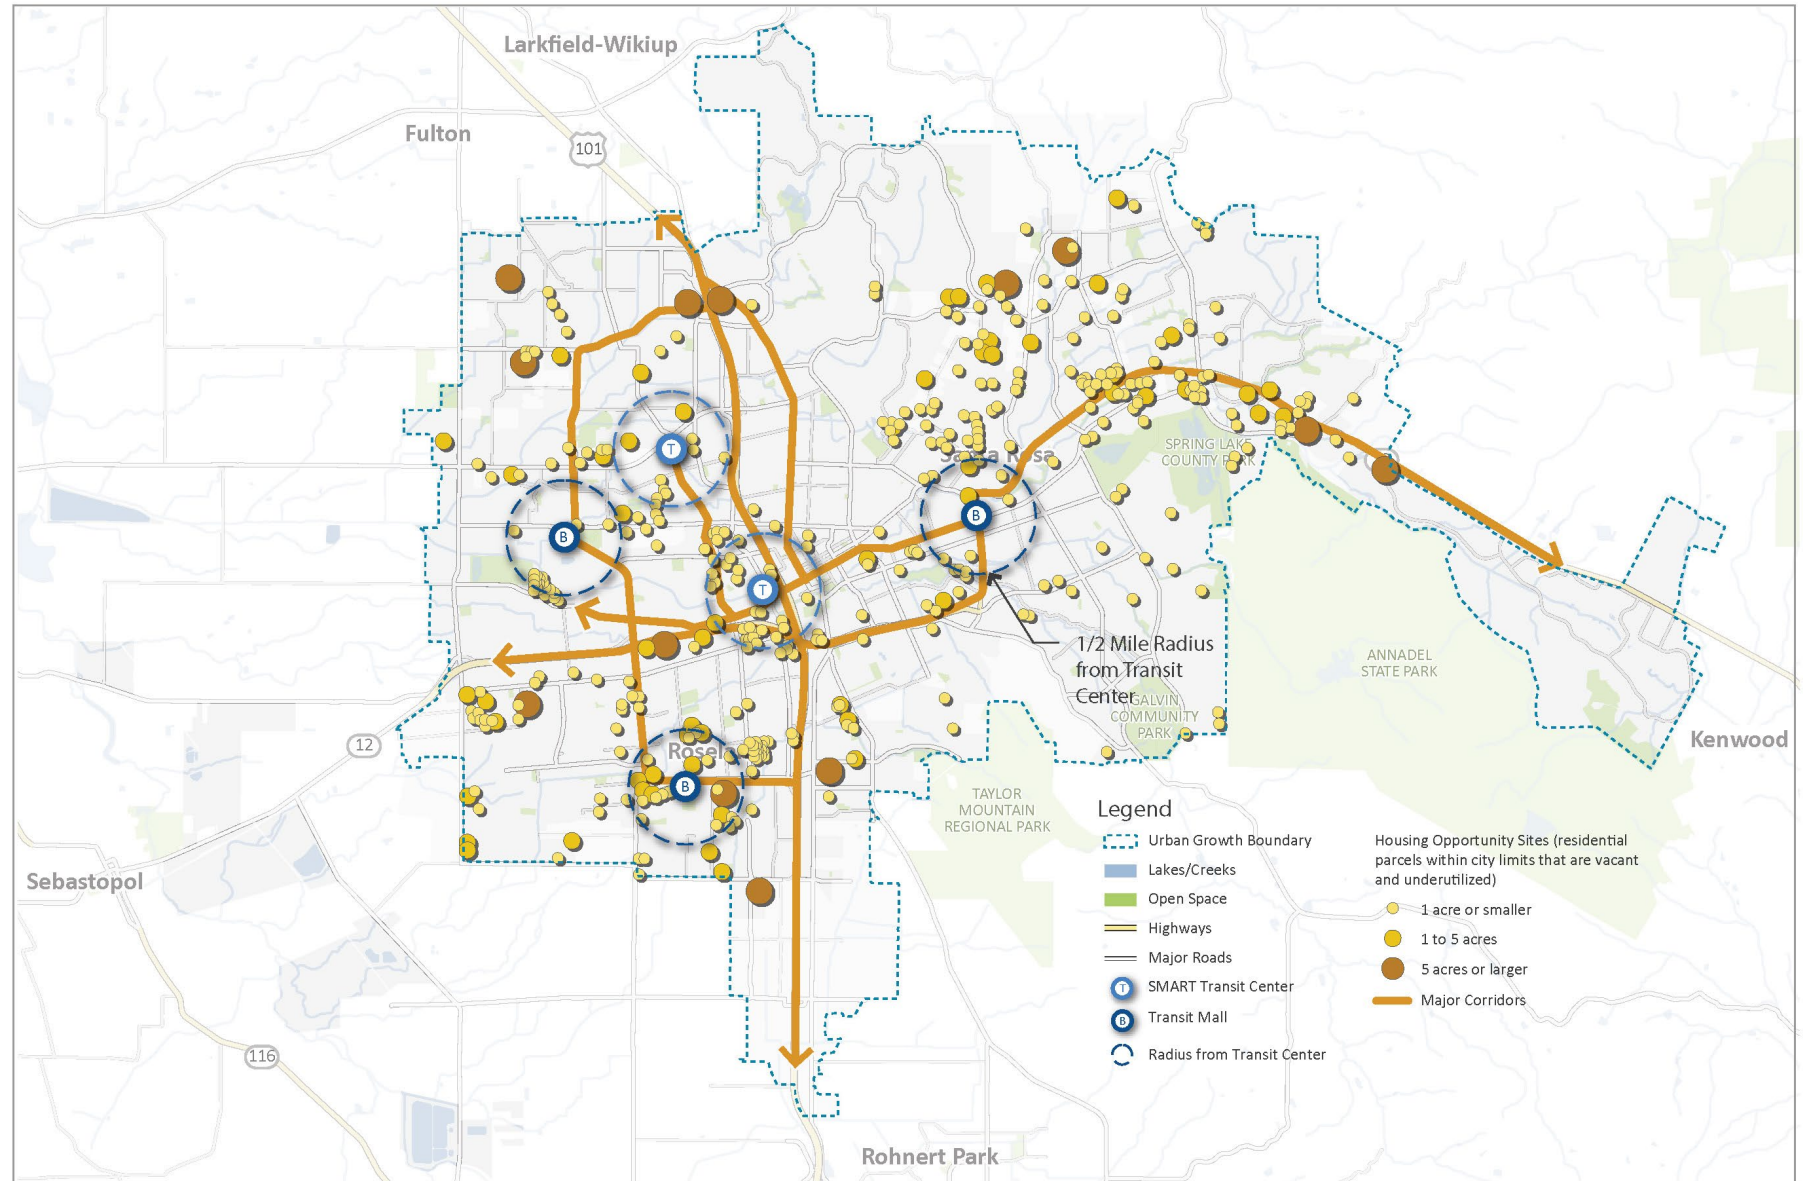 Larkfield-Wikiup
Fulton
101
Santa Rosa
SPRING LAKE
COUNTY PARK
T
B
B
T
1/2 Mile Radius
from Transit
Center
ANNADEL
STATE PARK
GALVIN
COMMUNITY
PARK
12
Kenwood
B
TAYLOR
MOUNTAIN
REGIONAL PARK
Sebastopol
116
Rohnert Park
Legend
Urban Growth Boundary
Lakes/Creeks
Open Space
Highways
Major Roads
T SMART Transit Center
B Transit Mall
Radius from Transit Center
Housing Opportunity Sites (residential
parcels within city limits that are vacant
and underutilized)
1 acre or smaller
1 to 5 acres
5 acres or larger
Major Corridors